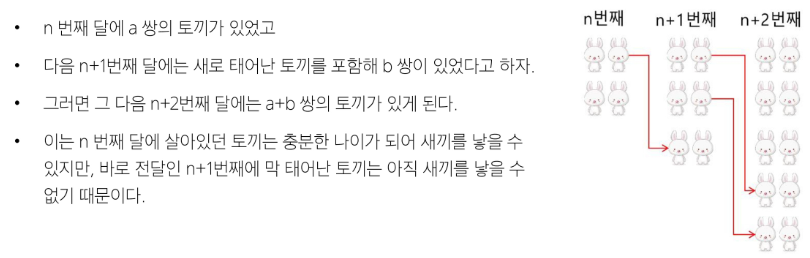 • n 번째 달에 a 쌍의 토끼가 있었고
• 다음 n+1번째 달에는 새로 태어난 토끼를 포함해 b 쌍이 있었다고 하자.
• 그러면 그 다음 n+2번째 달에는 a+b 쌍의 토끼가 있게 된다.
• 이는 n 번째 달에 살아있던 토끼는 충분한 나이가 되어 새끼를 낳을 수
있지만, 바로 전달인 n+1번째에 막 태어난 토끼는 아직 새끼를 낳을 수
없기 때문이다.
n번째 n+1번째 n+2번째